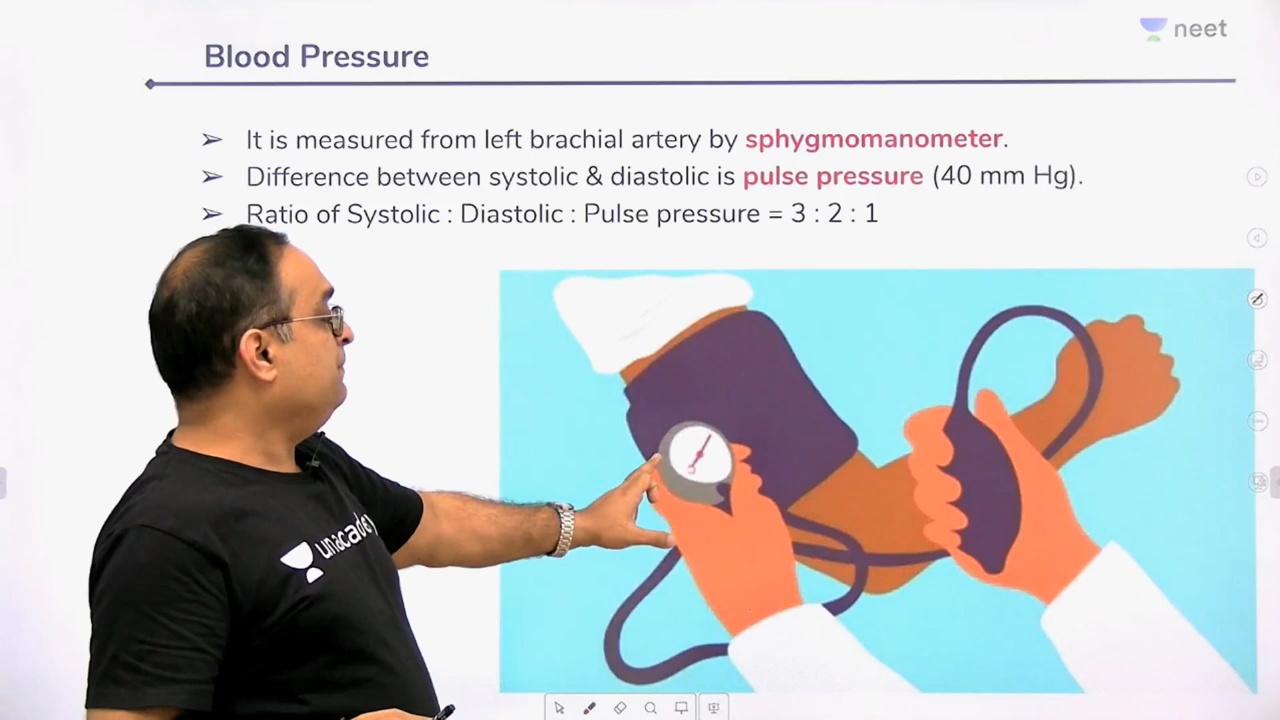 neet
Blood Pressure
➢ It is measured from left brachial artery by sphygmomanometer.
➢ Difference between systolic & diastolic is pulse pressure (40 mm Hg).
➢ Ratio of Systolic : Diastolic : Pulse pressure = 3 : 2 : 1
unacademy